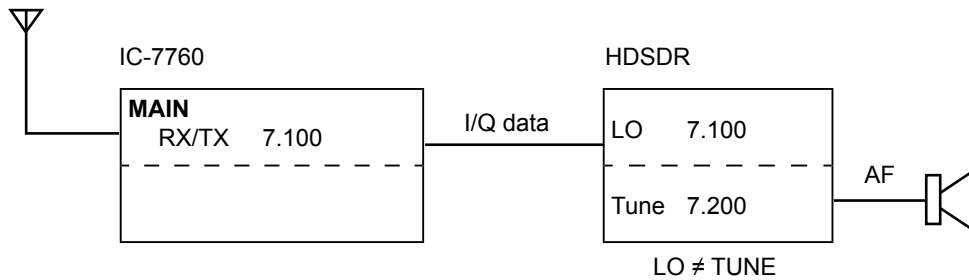 IC-7760
MAIN
RX/TX 7.100
I/Q data
HDSDR
LO 7.100
Tune 7.200
AF
LO ≠ TUNE